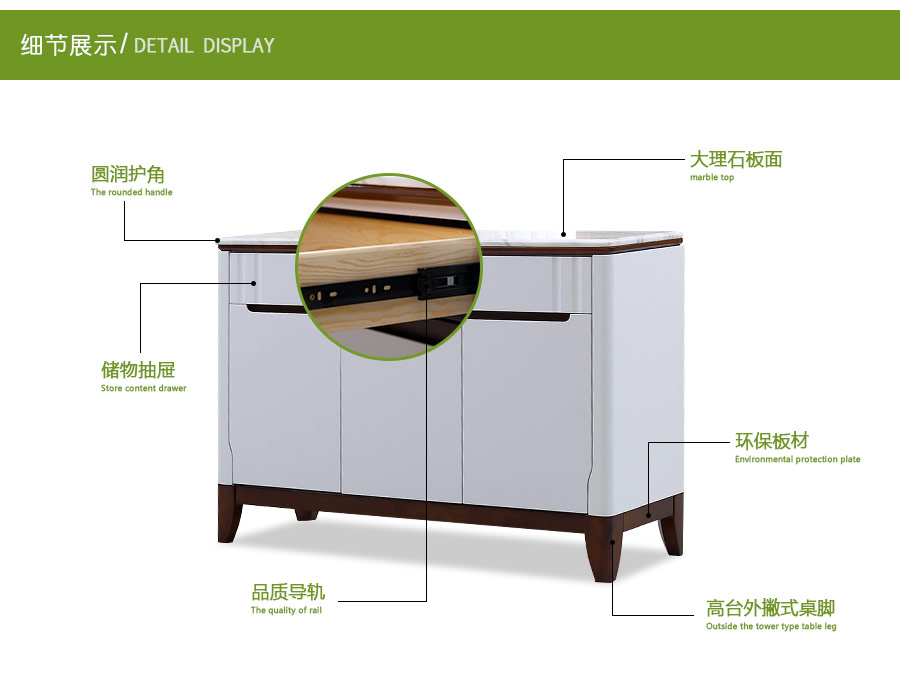 细节展示/ DETAIL DISPLAY
圆润护角
The rounded handle
大理石板面
marble top
储物抽屉
Store content drawer
环保板材
Environmental protection plate
品质导轨
The quality of rail
高台外撇式桌脚
Outside the tower type table leg